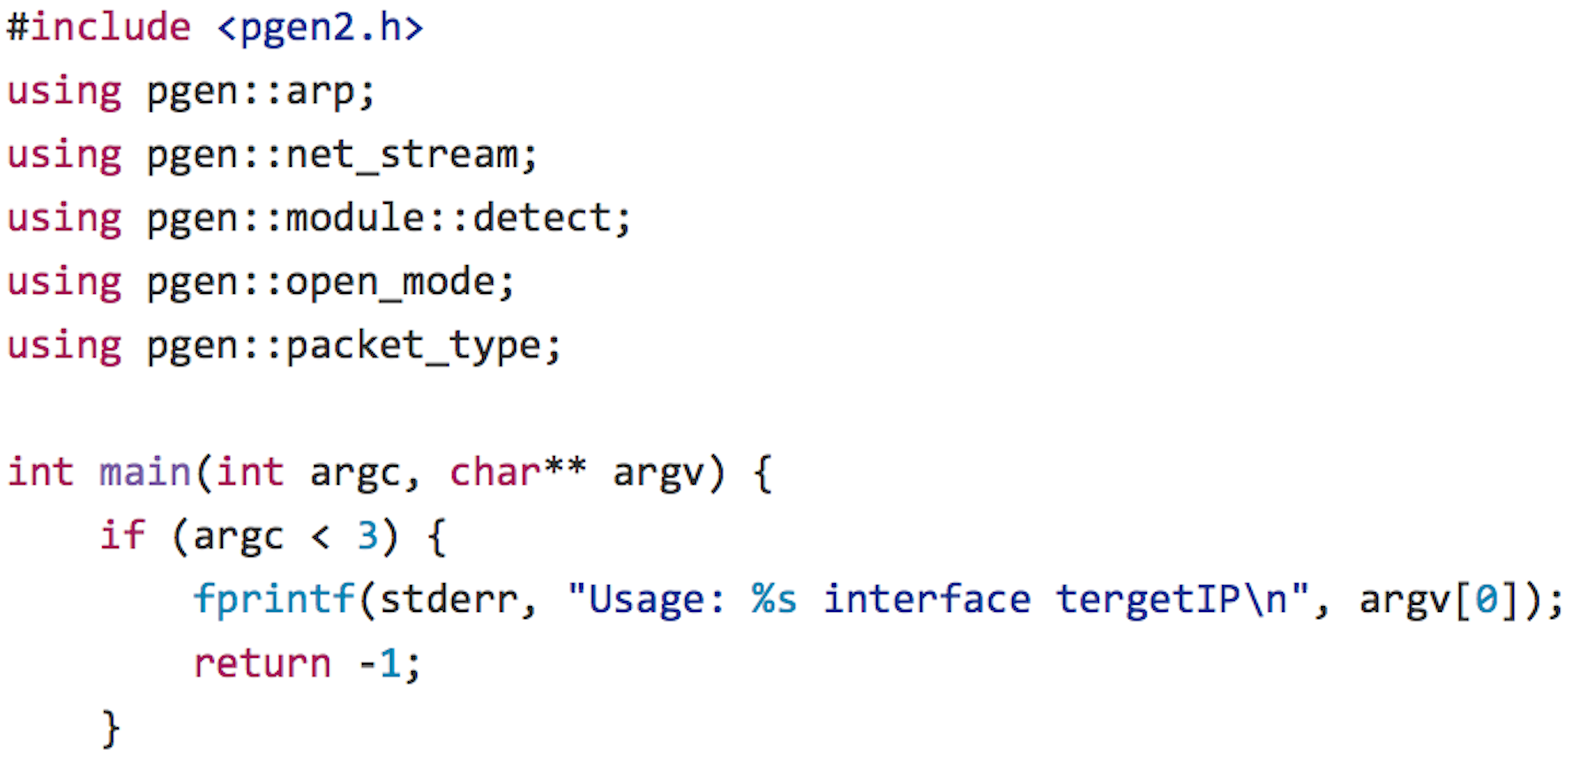 #include <pgen2.h>
using pgen::arp;
using pgen::net_stream;
using pgen::module::detect;
using pgen::open_mode;
using pgen::packet_type;

int main(int argc, char** argv) {
    if (argc < 3) {
        fprintf(stderr, "Usage: %s interface tergetIP\n", argv[0]);
        return -1;
    }